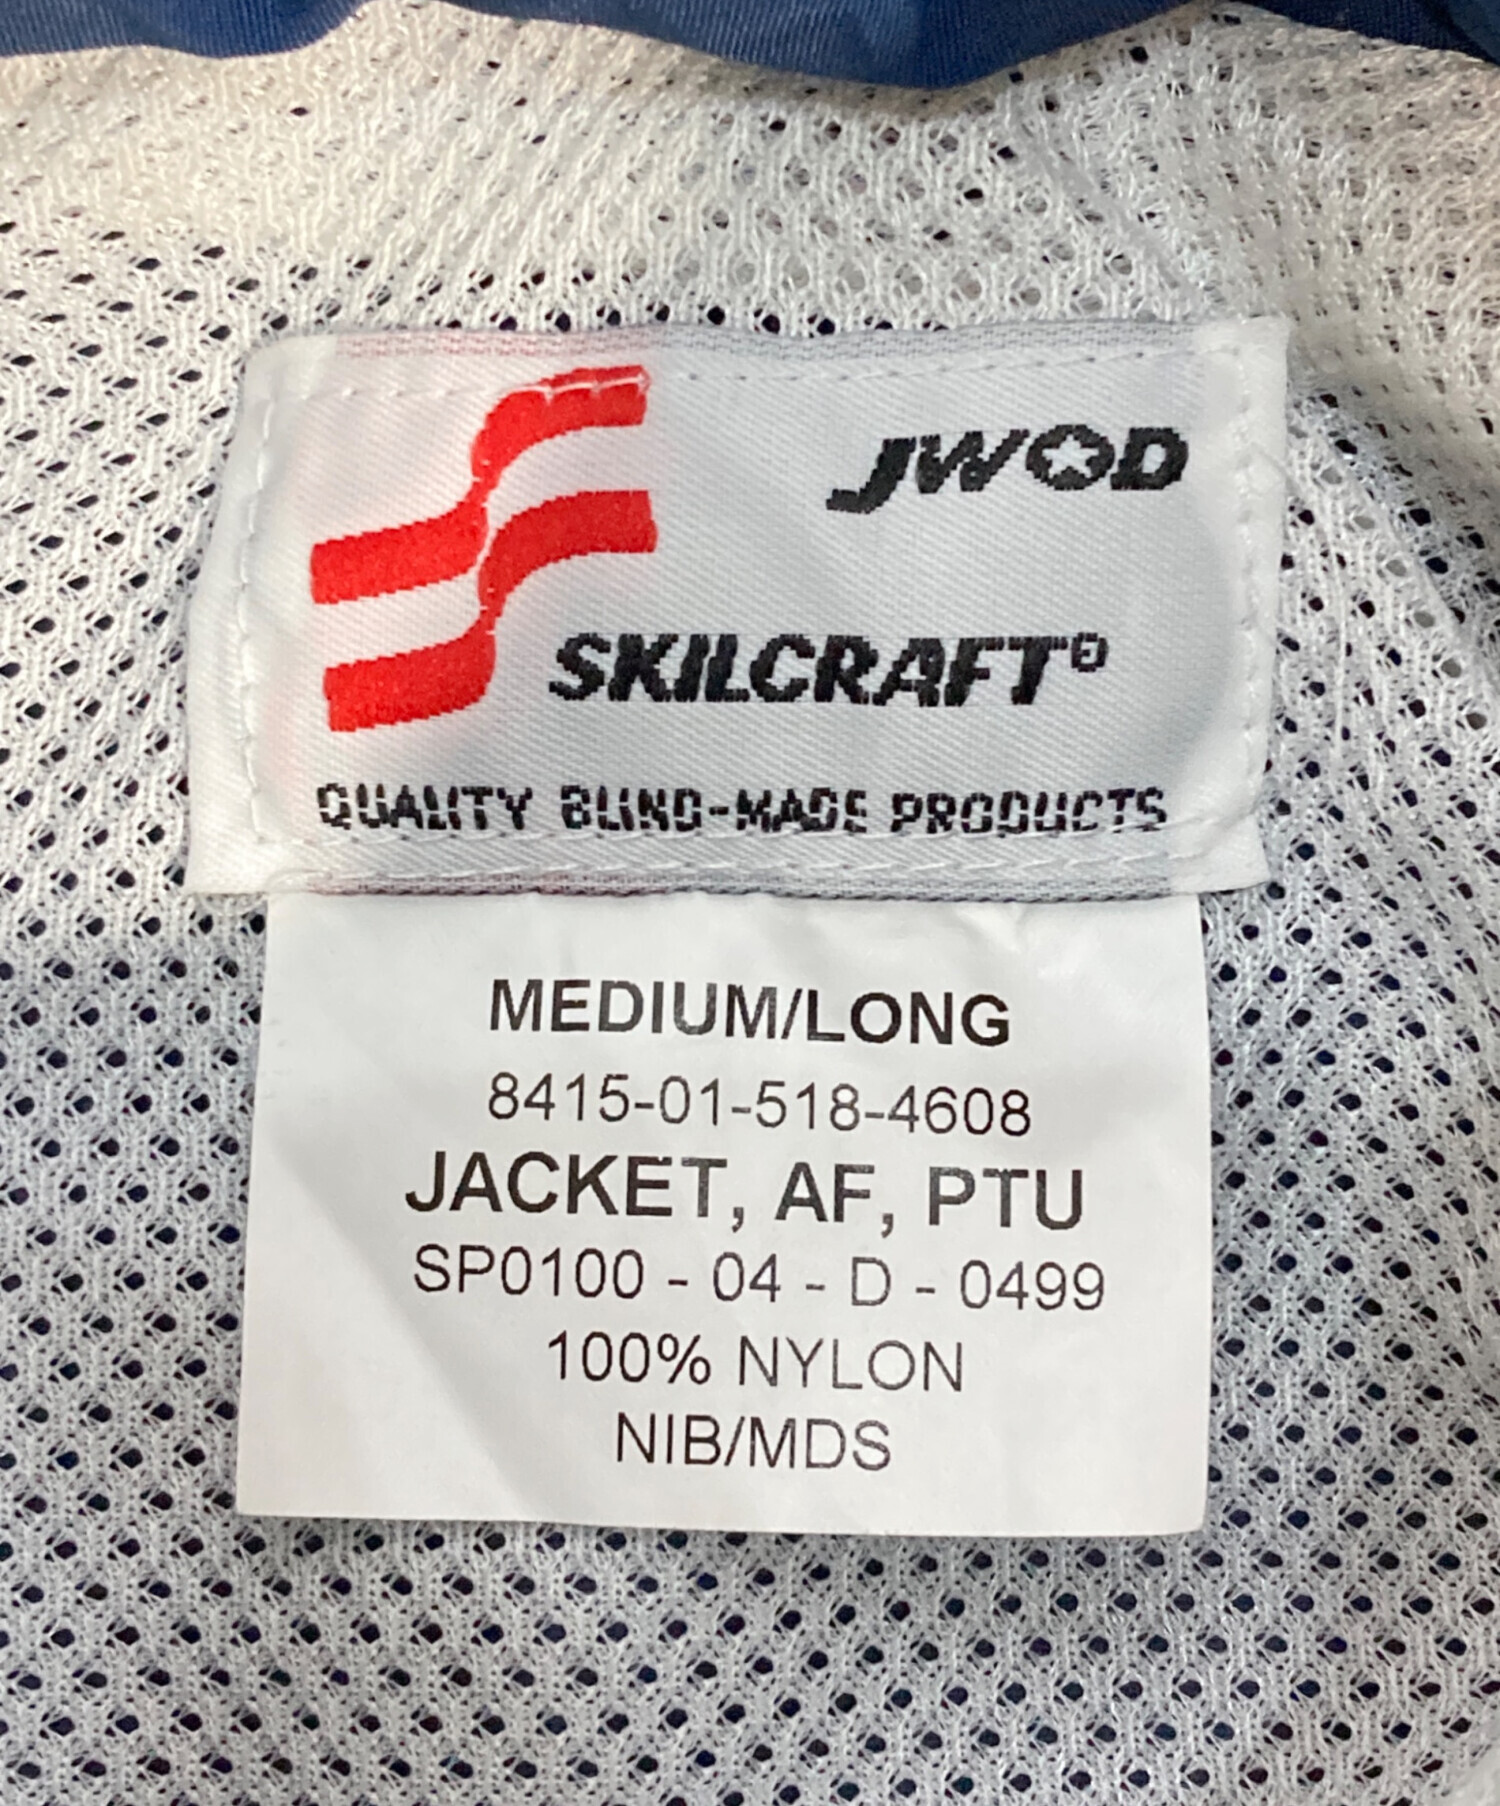 JWOD
SKILCRAFT®
QUALITY BLIND-MADE PRODUCTS
MEDIUM/LONG
8415-01-518-4608
JACKET, AF, PTU
SP0100 - 04 - D - 0499
100% NYLON
NIB/MDS